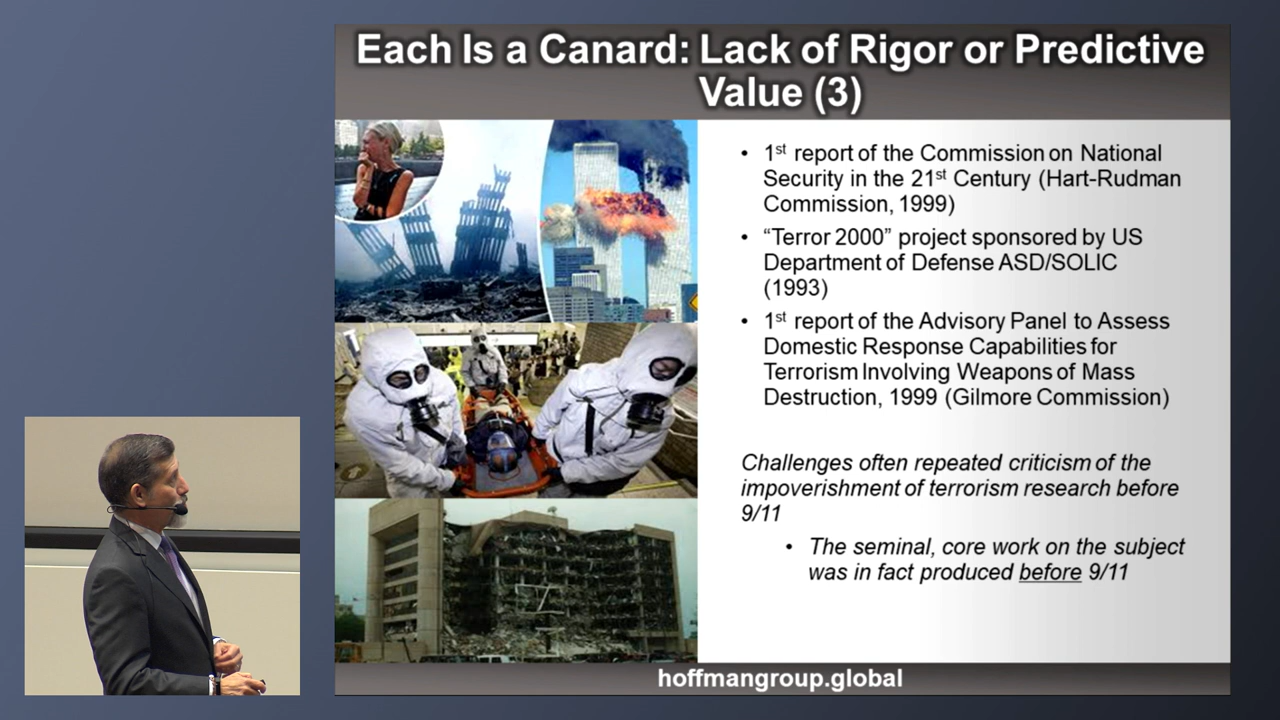 Each Is a Canard: Lack of Rigor or Predictive
Value (3)
• 1st report of the Commission on National
Security in the 21st Century (Hart-Rudman
Commission, 1999)
• “Terror 2000” project sponsored by US
Department of Defense ASD/SOLIC
(1993)
• 1st report of the Advisory Panel to Assess
Domestic Response Capabilities for
Terrorism Involving Weapons of Mass
Destruction, 1999 (Gilmore Commission)
Challenges often repeated criticism of the
impoverishment of terrorism research before
9/11
• The seminal, core work on the subject
was in fact produced before 9/11
hoffmangroup.global